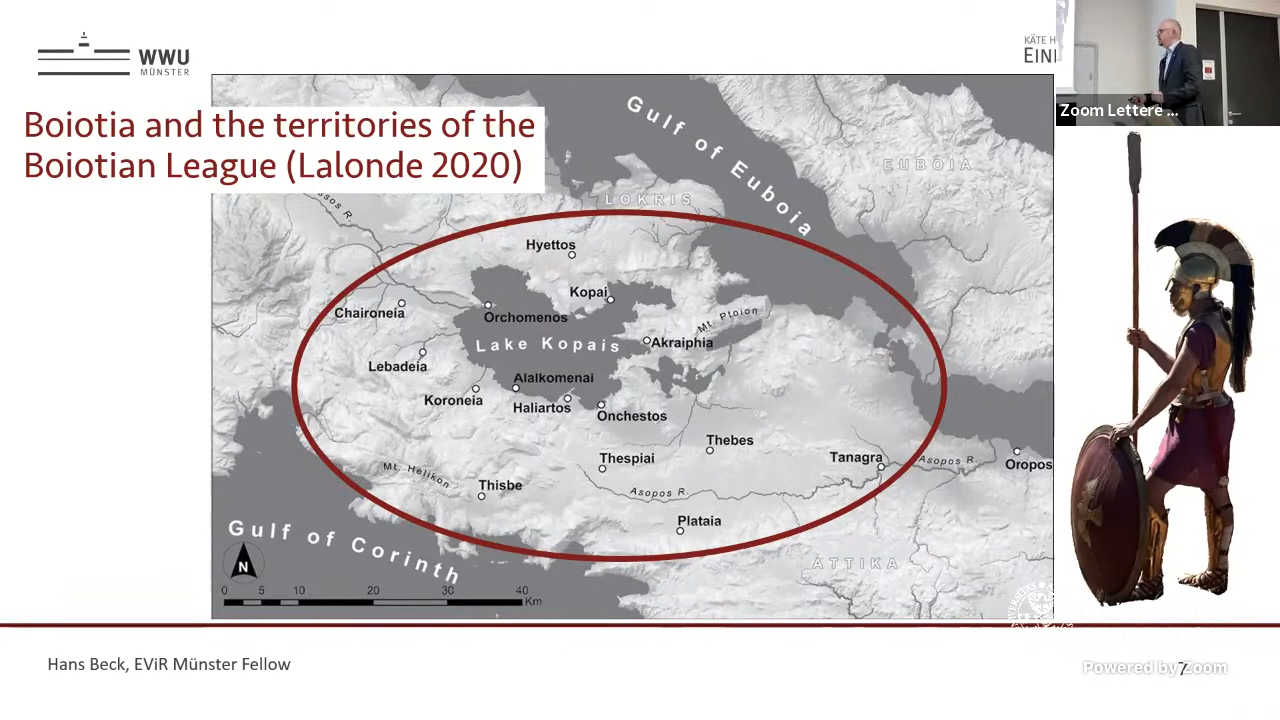 WWU
MÜNSTER
KÄTE H
EINI
Zoom Lettere ...
Boiotia and the territories of the
Boiotian League (Lalonde 2020)
Gulf of Euboia
EUBOIA
ssos R.
LOKRIS
Hyettos
Kopai
Chaironeia
Orchomenos
Mt. Ptoion
Lake Kopais
Akraiphia
Lebadeia
Alalkomenai
Koroneia
Haliartos
Onchestos
Thebes
Thespiai
Tanagra
Asopos R.
Oropos
Mt. Helikon
Thisbe
Asopos R.
Plataia
Gulf of Corinth
ATTIKA
N
0 5 10 20 30 40
Km
Hans Beck, EViR Münster Fellow
Powered by Zoom
7